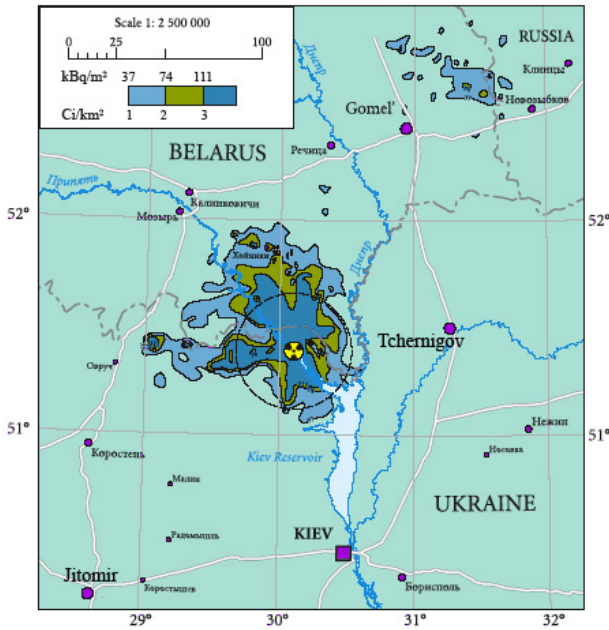 Scale 1: 2 500 000
0 25 100
kBq/m² 37 74 111
Ci/km² 1 2 3
Днепр
RUSSIA
Клинцы
Новозыбков
Gomel'
BELARUS
Речица
Припять
Калинковичи
Мозырь
52°
52°
Хойники
Днепр
Tchernigov
Овруч
51°
51°
Нежин
Носовка
Коростень
Kiev Reservoir
Малин
UKRAINE
KIEV
Радомышль
Jitomir
Коростышев
Борисполь
29° 30° 31° 32°